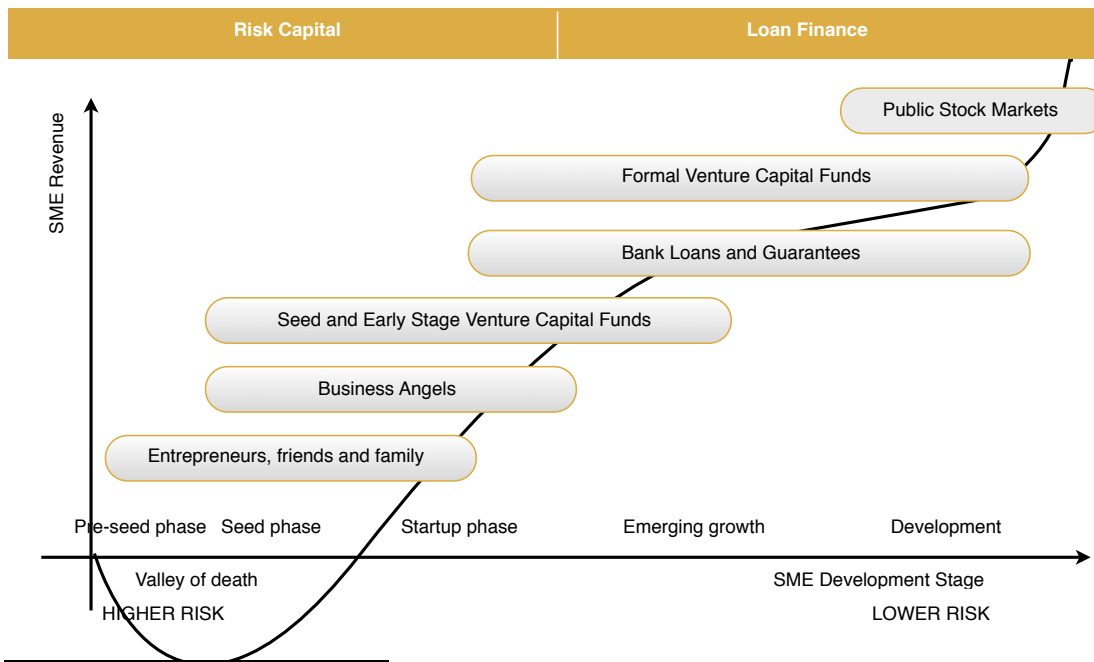 Risk Capital
Loan Finance
Public Stock Markets
SME Revenue
Formal Venture Capital Funds
Bank Loans and Guarantees
Seed and Early Stage Venture Capital Funds
Business Angels
Entrepreneurs, friends and family
Pre-seed phase
Seed phase
Startup phase
Emerging growth
Development
Valley of death
SME Development Stage
HIGHER RISK
LOWER RISK